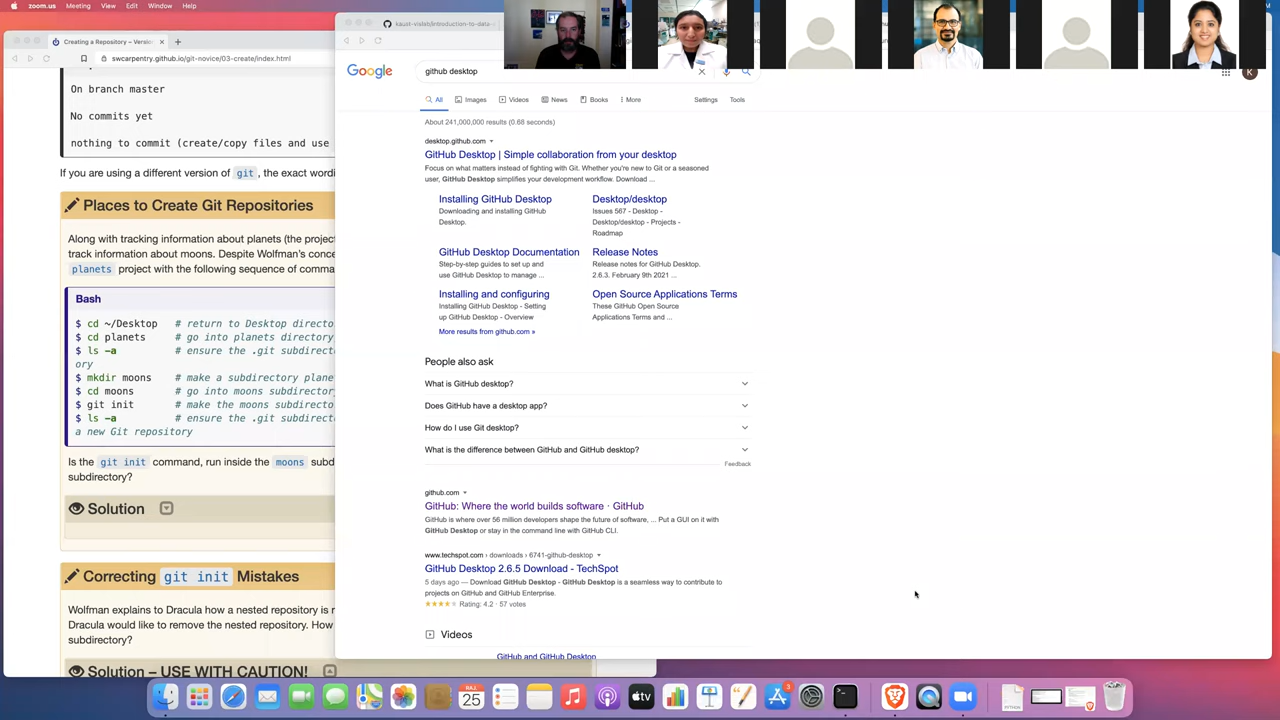 zoom.us Meeting View Edit Window Help
Creating a Repository – Versio
swcarpentry.github.io/git-novice/03-create/index.html
On branch master
No commits yet
nothing to commit (create/copy files and use
If you are using a different version of git, the exact wordi
Places to Create Git Repositories
Along with tracking information about planets (the project
track information about moons. Despite Wolfman's conce
planets project with the following sequence of comma
Bash
$ cd ~/Desktop # return to Desktop directo
$ cd planets # go into planets directory
$ ls -a # ensure the .git subdirect
ory
$ mkdir moons # make a subdirectory plane
$ cd moons # go into moons subdirector
$ git init # make the moons subdirecto
$ ls -a # ensure the .git subdirect
a new Git repository
Is the git init command, run inside the moons subd
subdirectory?
Solution
Correcting git init Mistakes
Wolfman explains to Dracula how a nested repository is r
Dracula would like to remove the nested repository. How
subdirectory?
Solution – USE WITH CAUTION!
kaust-vislab/introduction-to-data-
Google
github desktop
K
All Images Videos News Books More Settings Tools
About 241,000,000 results (0.68 seconds)
desktop.github.com
GitHub Desktop | Simple collaboration from your desktop
Focus on what matters instead of fighting with Git. Whether you're new to Git or a seasoned
user, GitHub Desktop simplifies your development workflow. Download ...
Installing GitHub Desktop
Downloading and installing GitHub
Desktop.
Desktop/desktop
Issues 567 - Desktop -
Desktop/desktop - Projects -
Roadmap
GitHub Desktop Documentation
Step-by-step guides to set up and
use GitHub Desktop to manage ...
Release Notes
Release notes for GitHub Desktop.
2.6.3. February 9th 2021 ...
Installing and configuring
Installing GitHub Desktop - Setting
up GitHub Desktop - Overview
Open Source Applications Terms
These GitHub Open Source
Applications Terms and ...
More results from github.com »
People also ask
What is GitHub desktop?
Does GitHub have a desktop app?
How do I use Git desktop?
What is the difference between GitHub and GitHub desktop?
Feedback
github.com
GitHub: Where the world builds software · GitHub
GitHub is where over 56 million developers shape the future of software, ... Put a GUI on it with
GitHub Desktop or stay in the command line with GitHub CLI.
www.techspot.com › downloads › 6741-github-desktop
GitHub Desktop 2.6.5 Download - TechSpot
5 days ago — Download GitHub Desktop - GitHub Desktop is a seamless way to contribute to
projects on GitHub and GitHub Enterprise.
Rating: 4.2 · 57 votes
Videos
GitHub and GitHub Desktop
25
tv
3
PYTHON